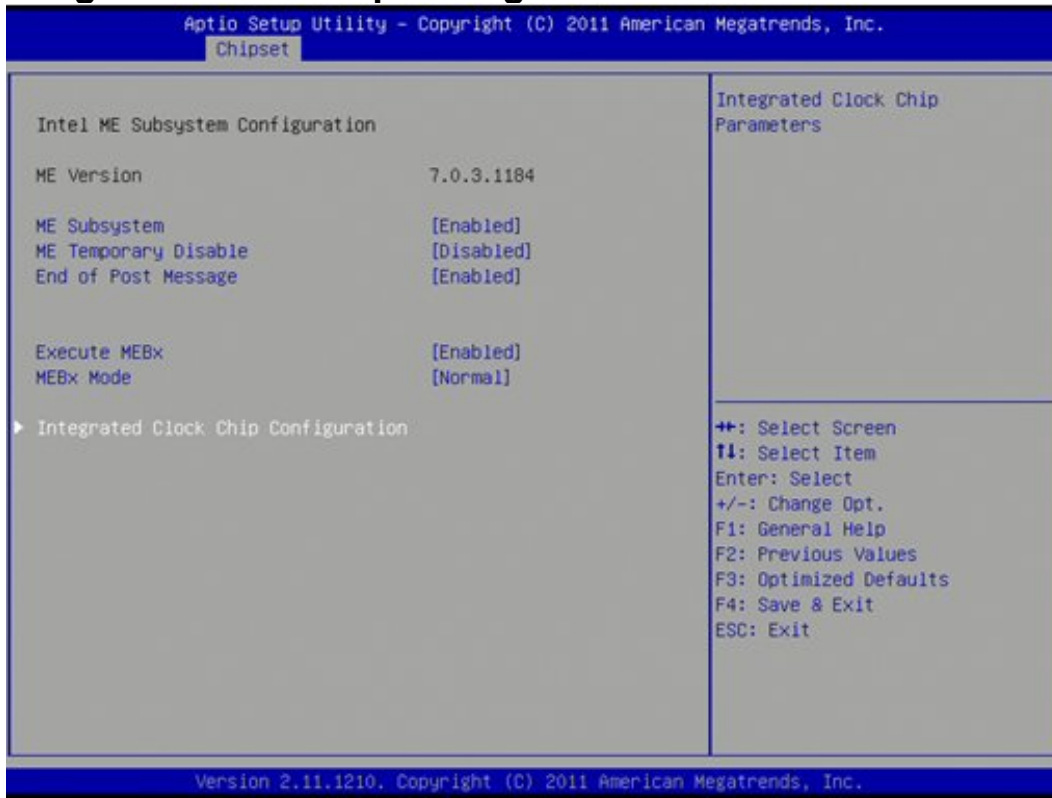 Aptio Setup Utility – Copyright (C) 2011 American Megatrends, Inc.
Chipset
Intel ME Subsystem Configuration
ME Version 7.0.3.1184
ME Subsystem [Enabled]
ME Temporary Disable [Disabled]
End of Post Message [Enabled]
Execute MEBx [Enabled]
MEBx Mode [Normal]
Integrated Clock Chip Configuration
Integrated Clock Chip
Parameters
→←: Select Screen
↑↓: Select Item
Enter: Select
+/-: Change Opt.
F1: General Help
F2: Previous Values
F3: Optimized Defaults
F4: Save & Exit
ESC: Exit
Version 2.11.1210. Copyright (C) 2011 American Megatrends, Inc.